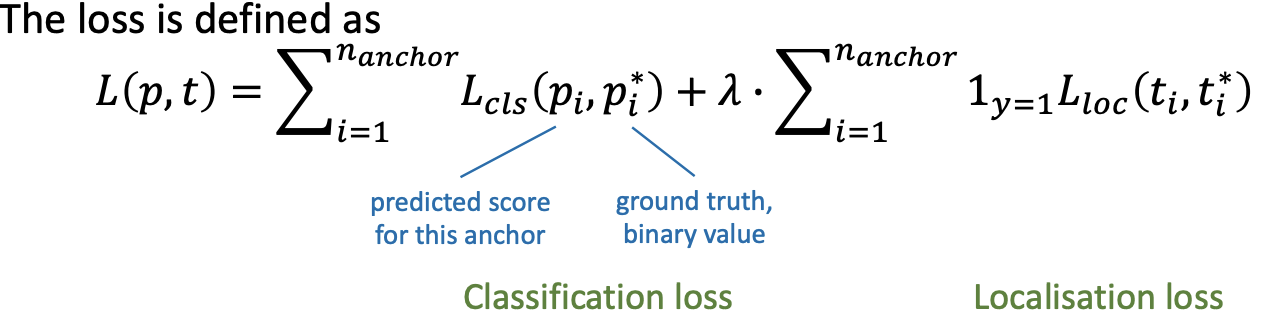 The loss is defined as
L(p, t) = ∑_{i=1}^{n_{anchor}} L_{cls}(p_i, p_i^*) + λ · ∑_{i=1}^{n_{anchor}} 1_{y=1} L_{loc}(t_i, t_i^*)
predicted score ground truth,
for this anchor binary value
Classification loss Localisation loss